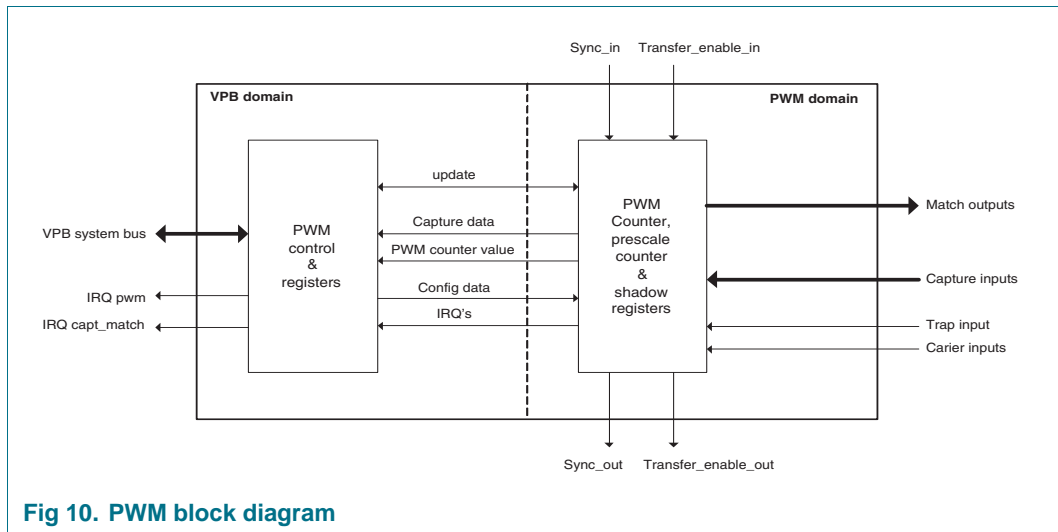 Sync_in Transfer_enable_in
VPB domain
PWM domain
update
Capture data
PWM counter value
Config data
IRQ's
VPB system bus
IRQ pwm
IRQ capt_match
PWM
control
&
registers
PWM
Counter,
prescale
counter
&
shadow
registers
Match outputs
Capture inputs
Trap input
Carier inputs
Sync_out Transfer_enable_out
Fig 10. PWM block diagram